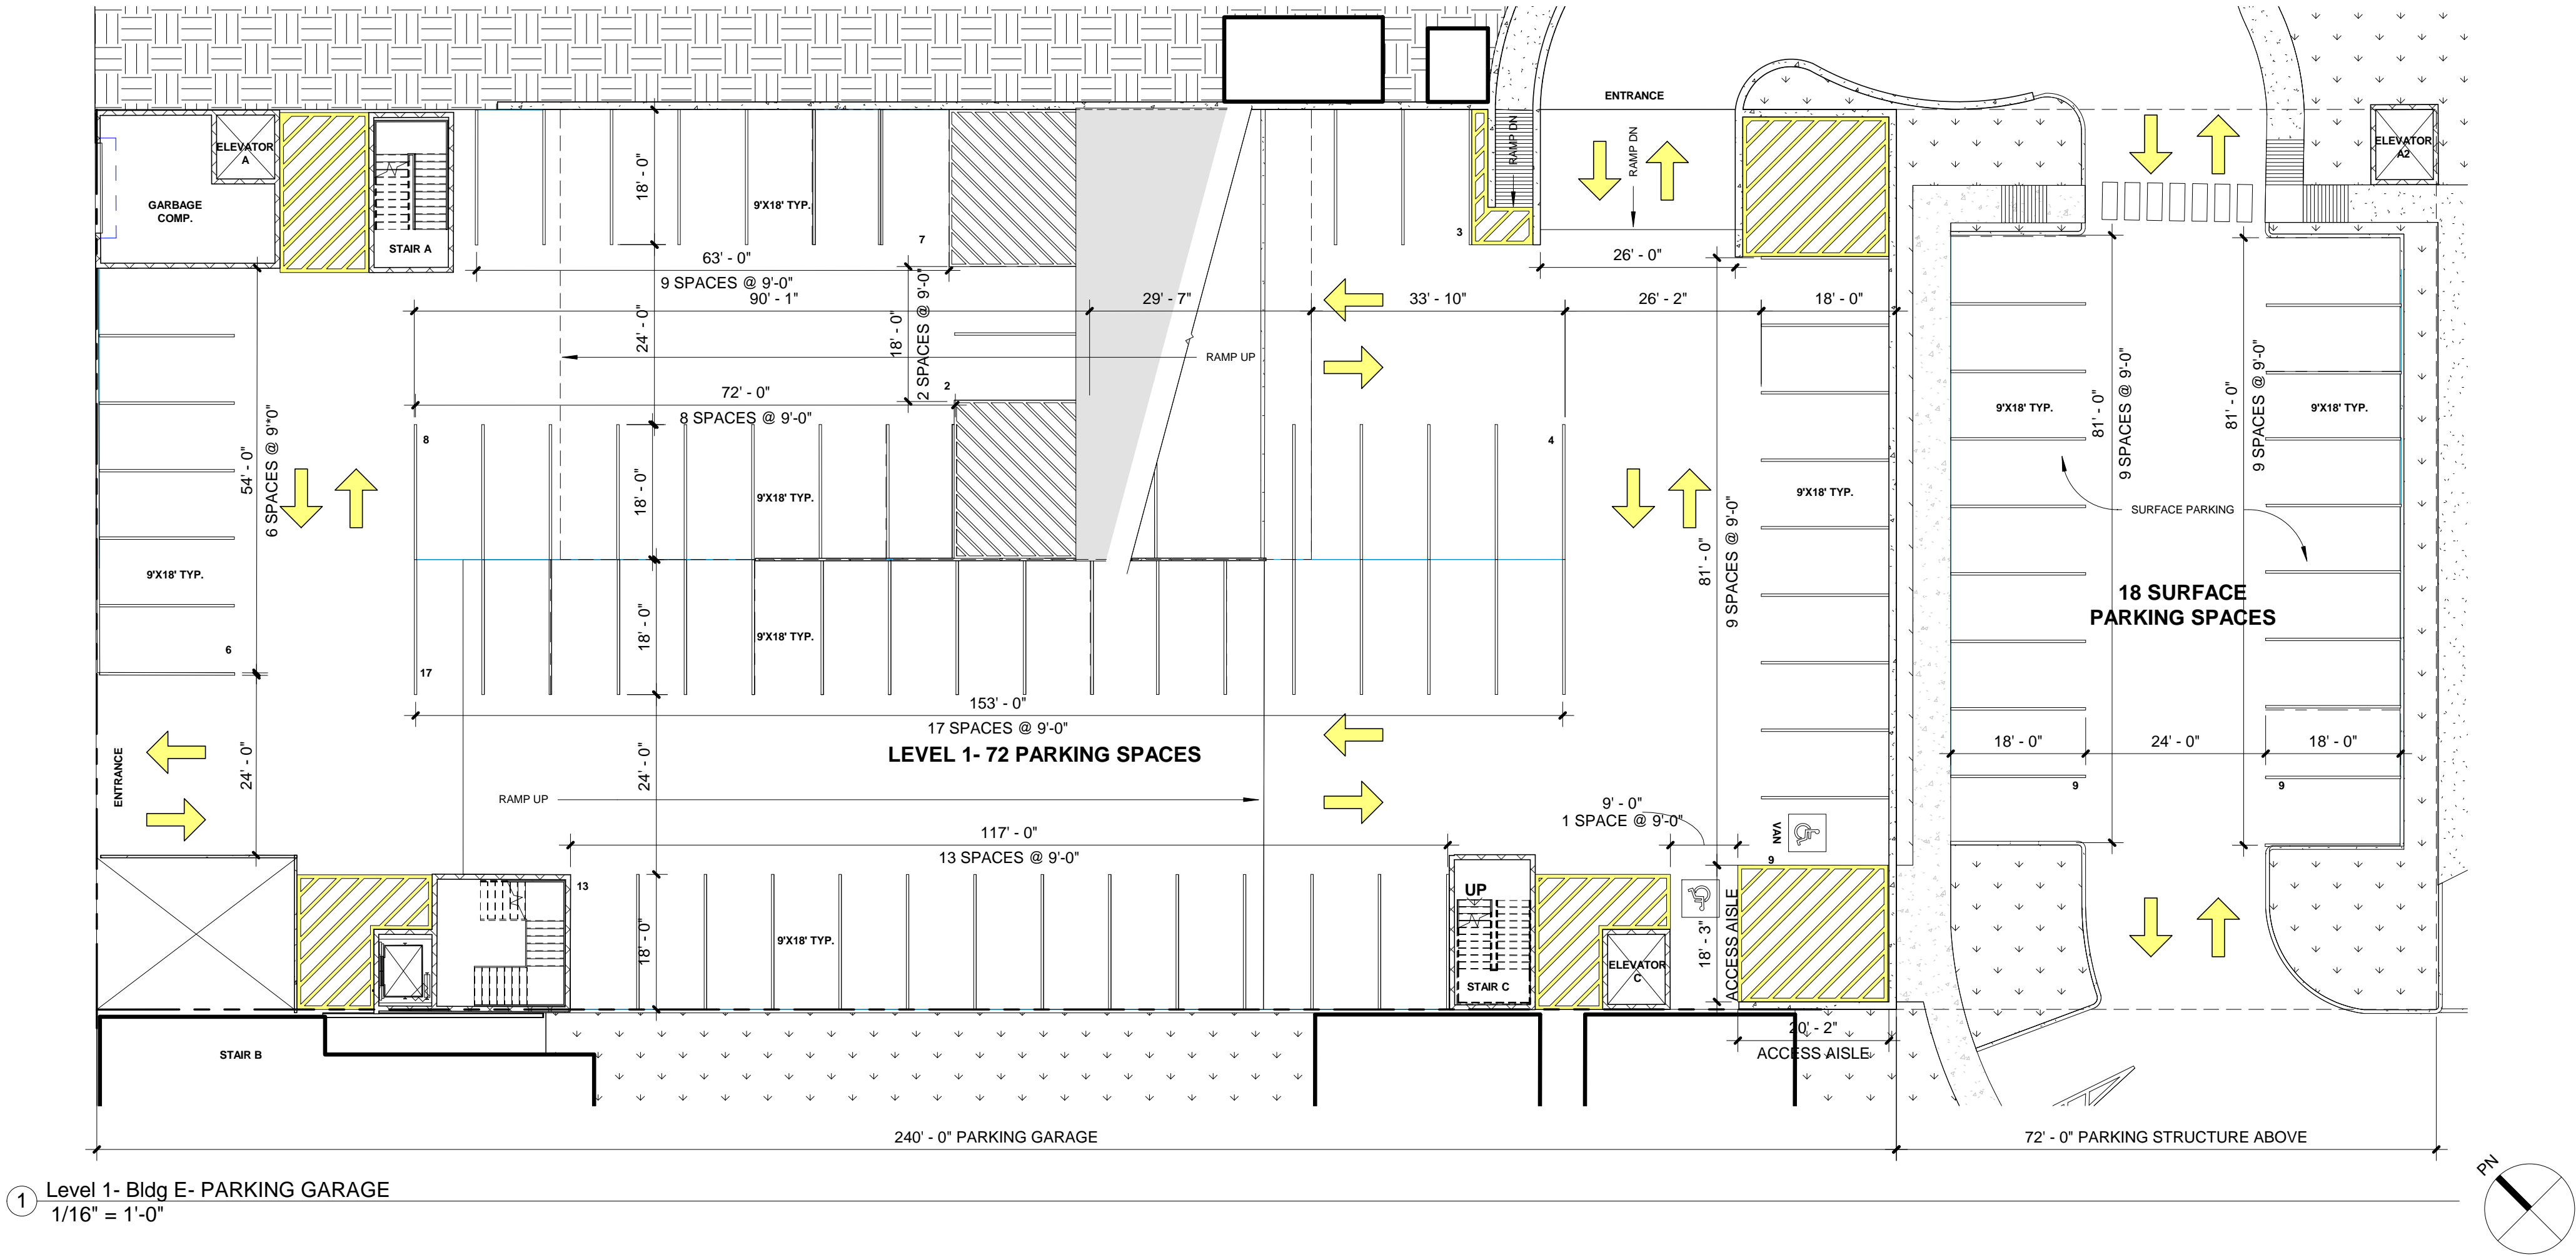 ENTRANCE
RAMP DN
RAMP DN
ELEVATOR
A
ELEVATOR
A2
GARBAGE
COMP.
STAIR A
18' - 0"
9'X18' TYP.
7
3
63' - 0"
9 SPACES @ 9'-0"
26' - 0"
90' - 1"
29' - 7"
33' - 10"
26' - 2"
18' - 0"
24' - 0"
18' - 0"
2 SPACES @ 9'-0"
RAMP UP
2
72' - 0"
8 SPACES @ 9'-0"
8
4
54' - 0"
6 SPACES @ 9'*0"
18' - 0"
9'X18' TYP.
9'X18' TYP.
81' - 0"
9 SPACES @ 9'-0"
9'X18' TYP.
81' - 0"
9 SPACES @ 9'-0"
81' - 0"
9 SPACES @ 9'-0"
9'X18' TYP.
SURFACE PARKING
18 SURFACE
PARKING SPACES
9'X18' TYP.
6
17
18' - 0"
9'X18' TYP.
153' - 0"
17 SPACES @ 9'-0"
LEVEL 1- 72 PARKING SPACES
ENTRANCE
24' - 0"
24' - 0"
RAMP UP
18' - 0"
24' - 0"
18' - 0"
9
9
117' - 0"
13 SPACES @ 9'-0"
9' - 0"
1 SPACE @ 9'-0"
VAN
9
13
18' - 0"
9'X18' TYP.
UP
STAIR C
ELEVATOR
C
18' - 3"
ACCESS AISLE
20' - 2"
ACCESS AISLE
STAIR B
240' - 0" PARKING GARAGE
72' - 0" PARKING STRUCTURE ABOVE
PN
1
Level 1- Bldg E- PARKING GARAGE
1/16" = 1'-0"